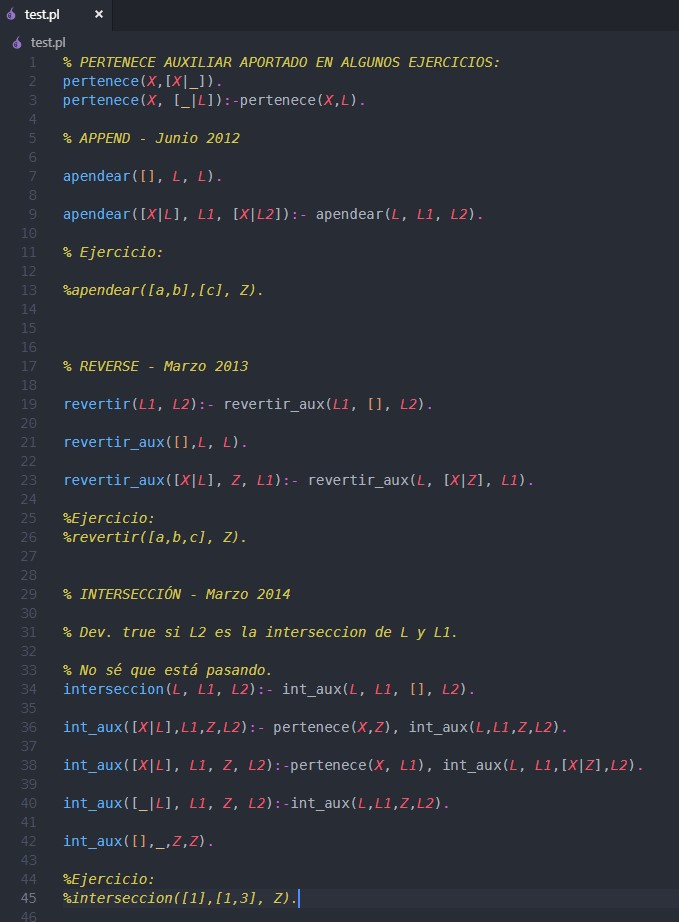 test.pl ×
test.pl
1 % PERTENECE AUXILIAR APORTADO EN ALGUNOS EJERCICIOS:
2 pertenece(X,[X|_]).
3 pertenece(X, [_|L]):-pertenece(X,L).
4
5 % APPEND - Junio 2012
6
7 apendear([], L, L).
8
9 apendear([X|L], L1, [X|L2]):- apendear(L, L1, L2).
10
11 % Ejercicio:
12
13 %apendear([a,b],[c], Z).
14
15
16
17 % REVERSE - Marzo 2013
18
19 revertir(L1, L2):- revertir_aux(L1, [], L2).
20
21 revertir_aux([],L, L).
22
23 revertir_aux([X|L], Z, L1):- revertir_aux(L, [X|Z], L1).
24
25 %Ejercicio:
26 %revertir([a,b,c], Z).
27
28
29 % INTERSECCIÓN - Marzo 2014
30
31 % Dev. true si L2 es la interseccion de L y L1.
32
33 % No sé que está pasando.
34 interseccion(L, L1, L2):- int_aux(L, L1, [], L2).
35
36 int_aux([X|L],L1,Z,L2):- pertenece(X,Z), int_aux(L,L1,Z,L2).
37
38 int_aux([X|L], L1, Z, L2):-pertenece(X, L1), int_aux(L, L1,[X|Z],L2).
39
40 int_aux([_|L], L1, Z, L2):-int_aux(L,L1,Z,L2).
41
42 int_aux([],_,Z,Z).
43
44 %Ejercicio:
45 %interseccion([1],[1,3], Z).
46